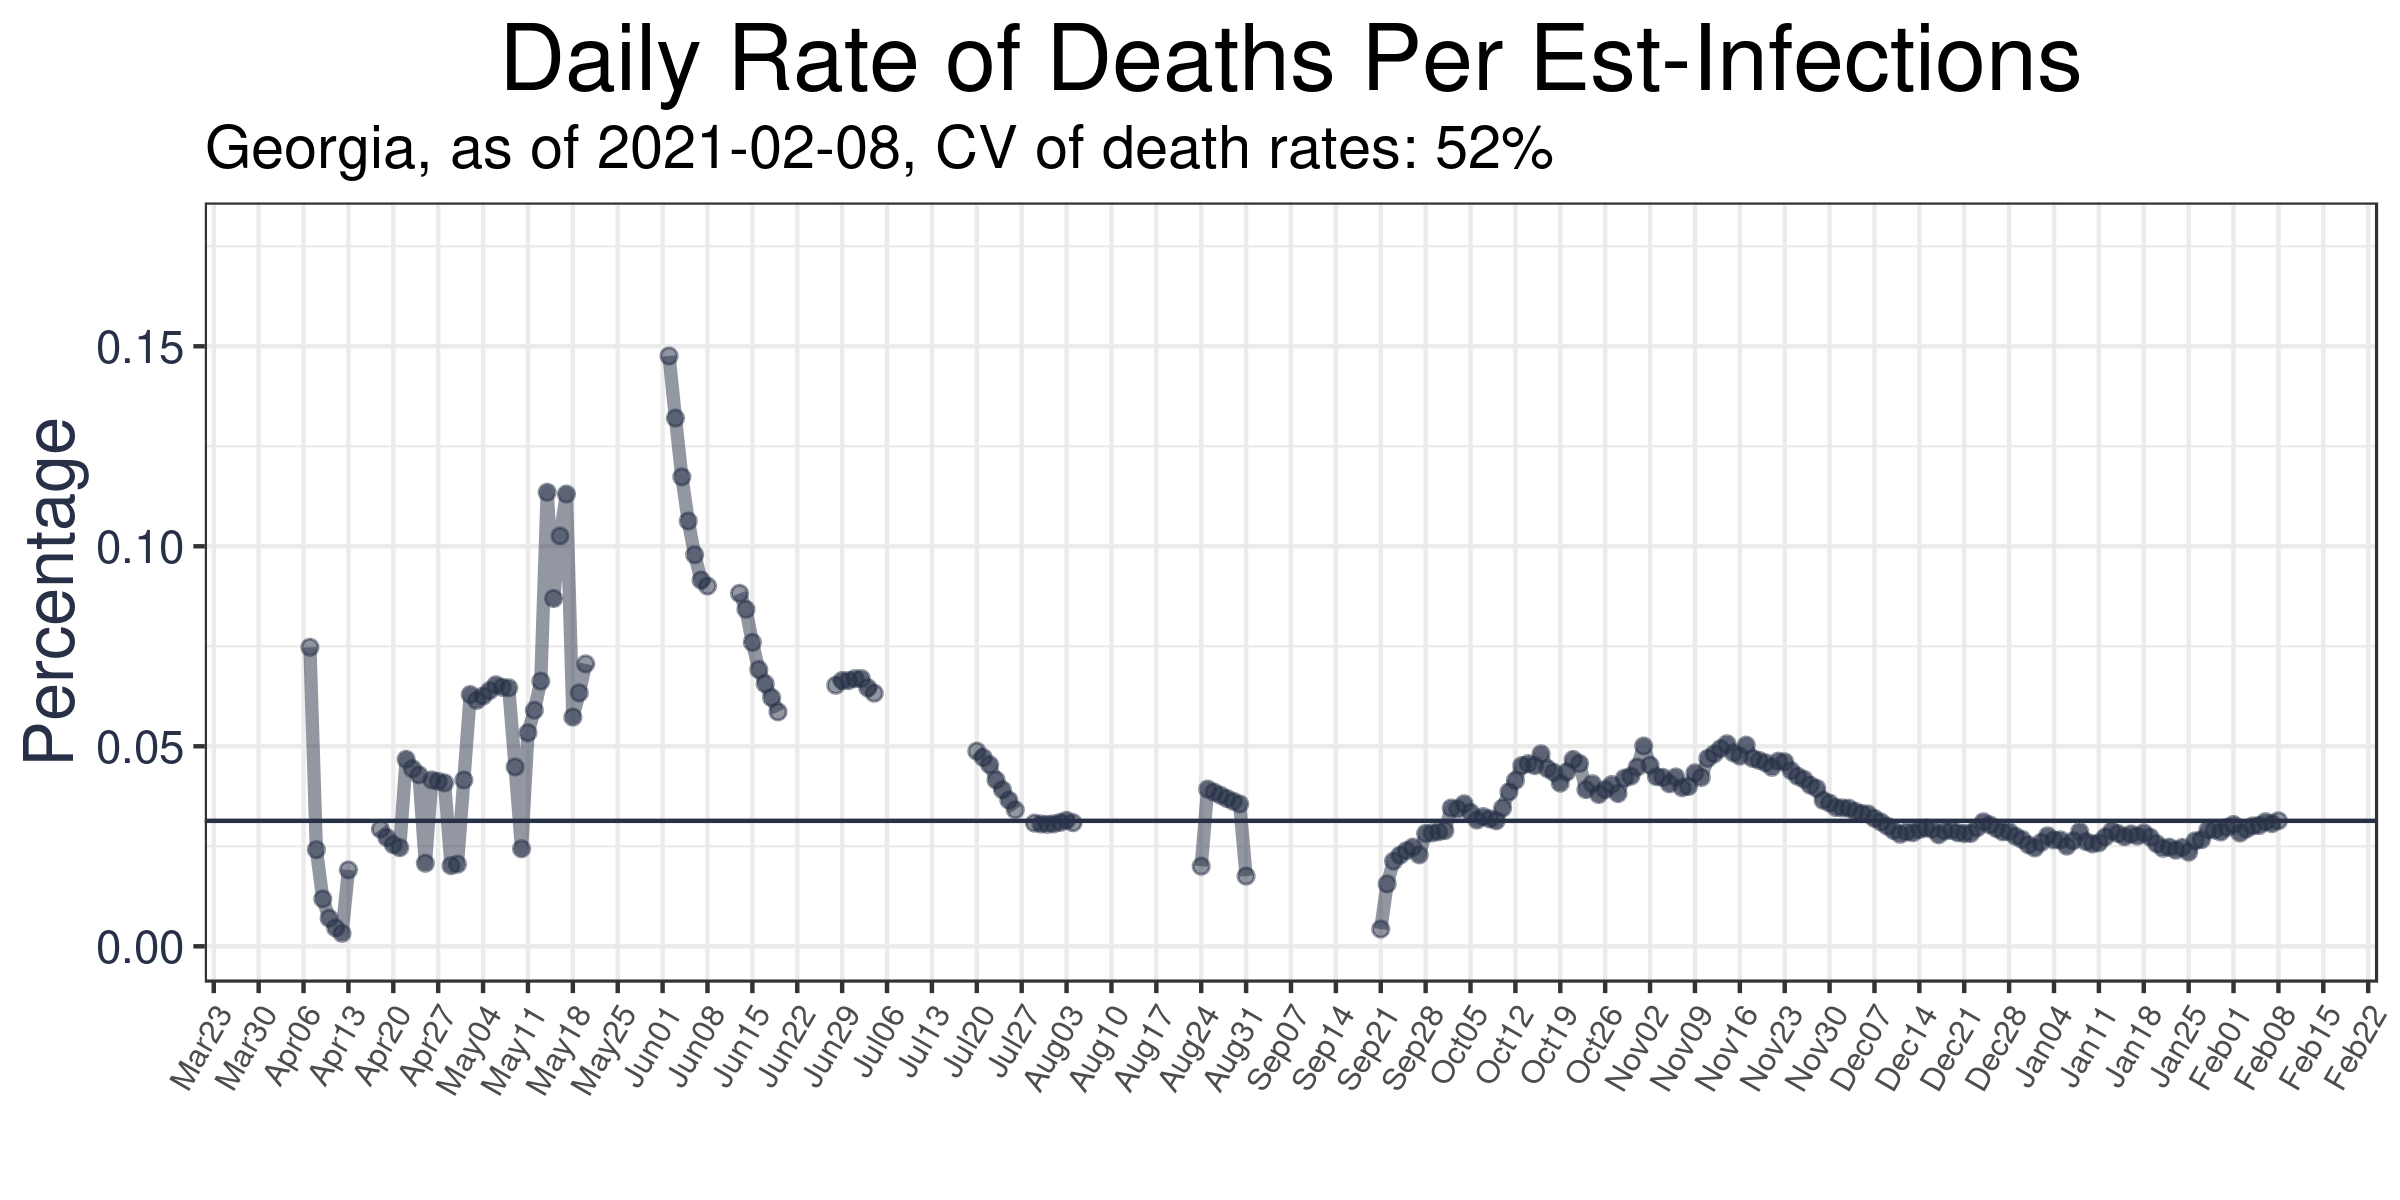 Daily Rate of Deaths Per Est-Infections
Georgia, as of 2021-02-08, CV of death rates: 52%
Percentage
0.15
0.10
0.05
0.00
Mar23
Mar30
Apr06
Apr13
Apr20
Apr27
May04
May11
May18
May25
Jun01
Jun08
Jun15
Jun22
Jun29
Jul06
Jul13
Jul20
Jul27
Aug03
Aug10
Aug17
Aug24
Aug31
Sep07
Sep14
Sep21
Sep28
Oct05
Oct12
Oct19
Oct26
Nov02
Nov09
Nov16
Nov23
Nov30
Dec07
Dec14
Dec21
Dec28
Jan04
Jan11
Jan18
Jan25
Feb01
Feb08
Feb15
Feb22